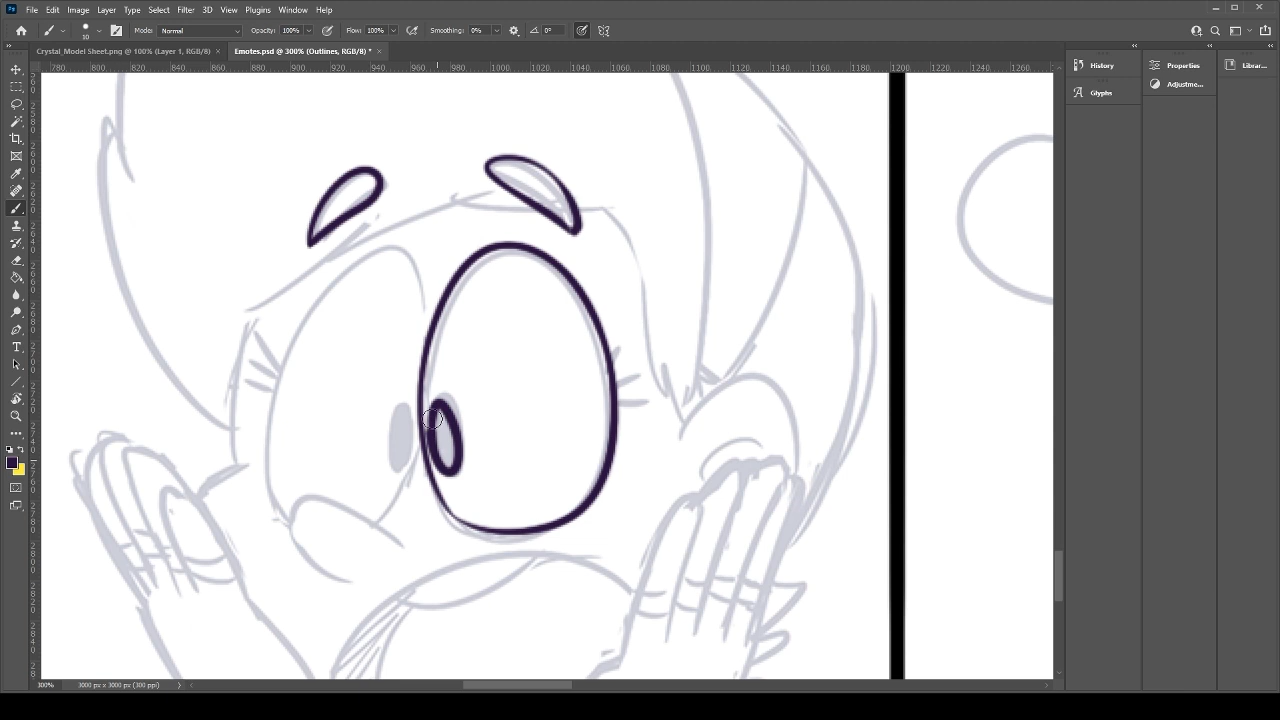 File Edit Image Layer Type Select Filter 3D View Plugins Window Help
10 Mode: Normal Opacity: 100% Flow: 100% Smoothing: 0% 0°
Crystal_Model Sheet.png @ 100% (Layer 1, RGB/8) × Emotes.psd @ 300% (Outlines, RGB/8) * ×
780 800 820 840 860 880 900 920 940 960 980 1000 1020 1040 1060 1080 1100 1120 1140 1160 1180 1200 1220 1240 1260
History
Glyphs
Properties
Adjustme...
Librar...
300% 3000 px x 3000 px (300 ppi)